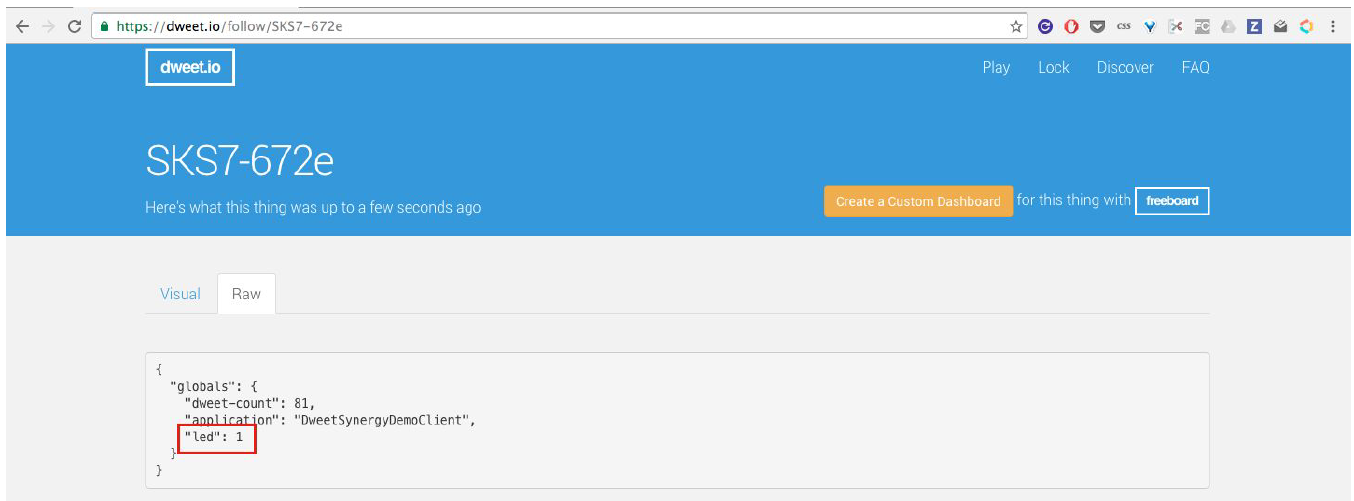 https://dweet.io/follow/SKS7-672e
css
FC
Z
dweet.io
Play Lock Discover FAQ
SKS7-672e
Here's what this thing was up to a few seconds ago
Create a Custom Dashboard for this thing with freeboard
Visual Raw
{
"globals": {
"dweet-count": 81,
"application": "DweetSynergyDemoClient",
"led": 1
}
}